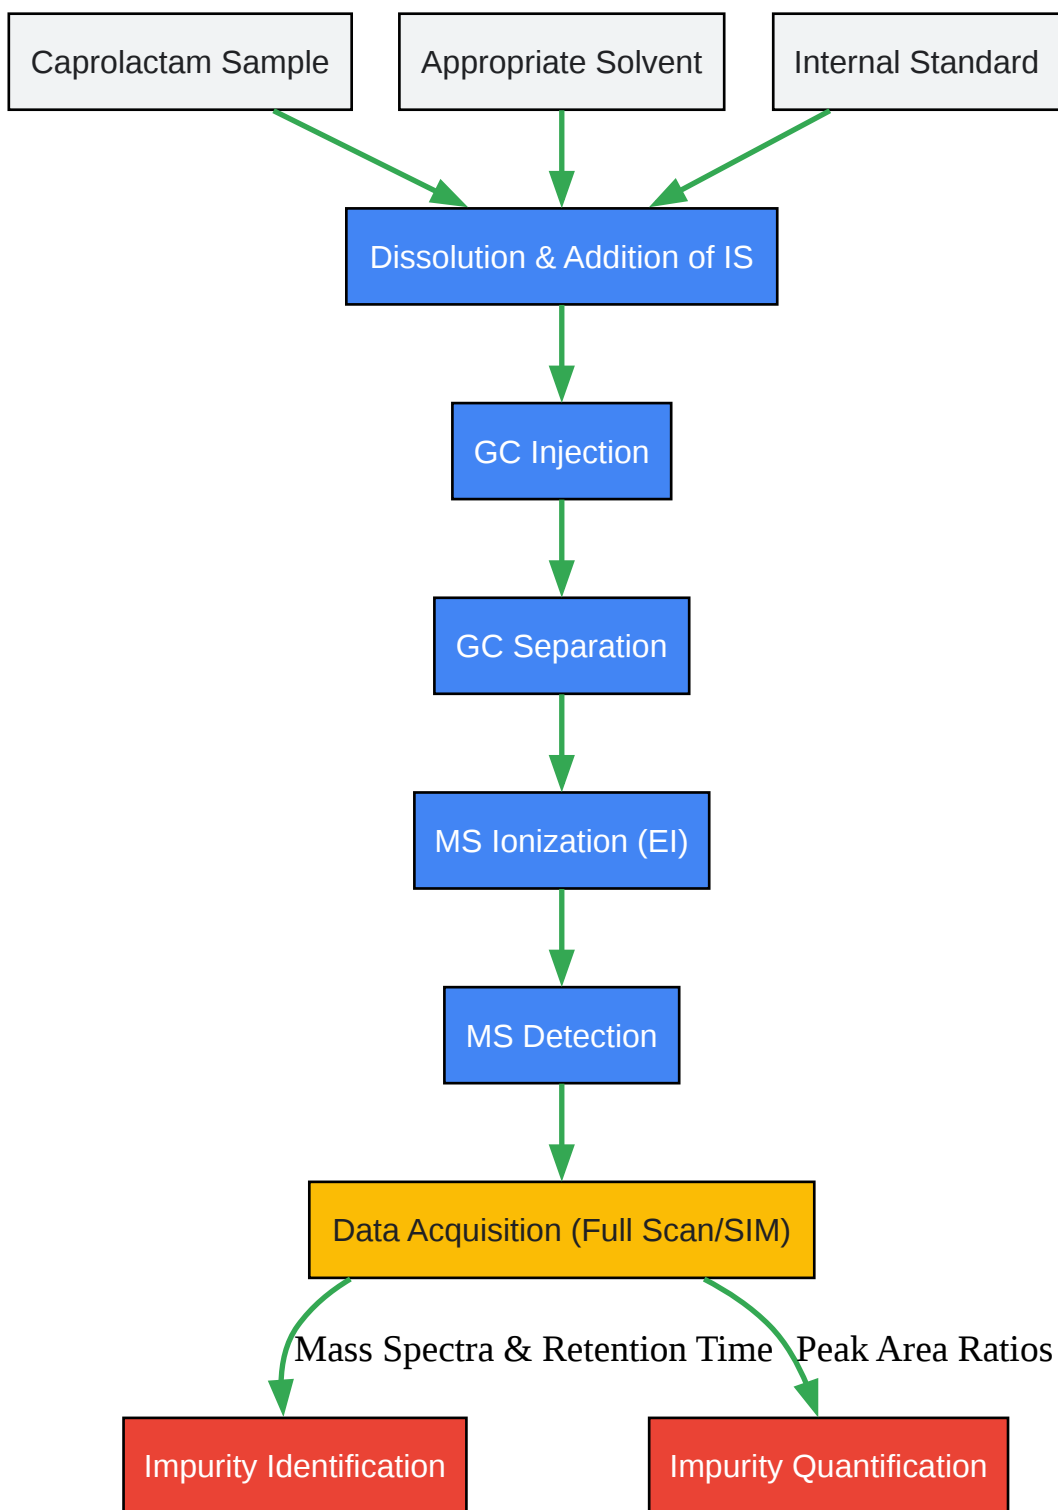 Caprolactam Sample
Appropriate Solvent
Internal Standard
Dissolution & Addition of IS
GC Injection
GC Separation
MS Ionization (EI)
MS Detection
Data Acquisition (Full Scan/SIM)
Mass Spectra & Retention Time
Peak Area Ratios
Impurity Identification
Impurity Quantification